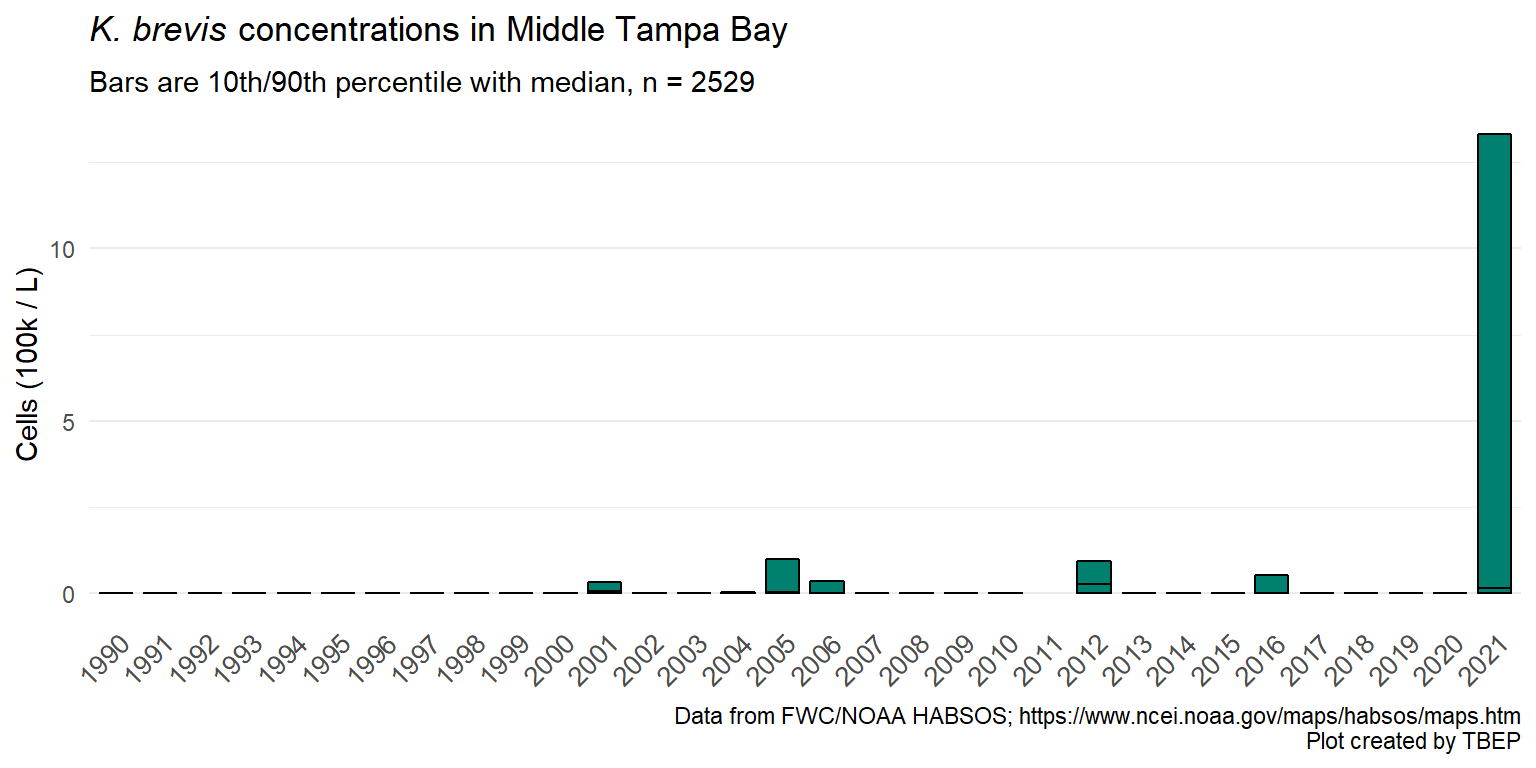 K. brevis concentrations in Middle Tampa Bay
Bars are 10th/90th percentile with median, n = 2529
Cells (100k / L)
10
5
0
1990 1991 1992 1993 1994 1995 1996 1997 1998 1999 2000 2001 2002 2003 2004 2005 2006 2007 2008 2009 2010 2011 2012 2013 2014 2015 2016 2017 2018 2019 2020 2021
Data from FWC/NOAA HABSOS; https://www.ncei.noaa.gov/maps/habsos/maps.htm
Plot created by TBEP